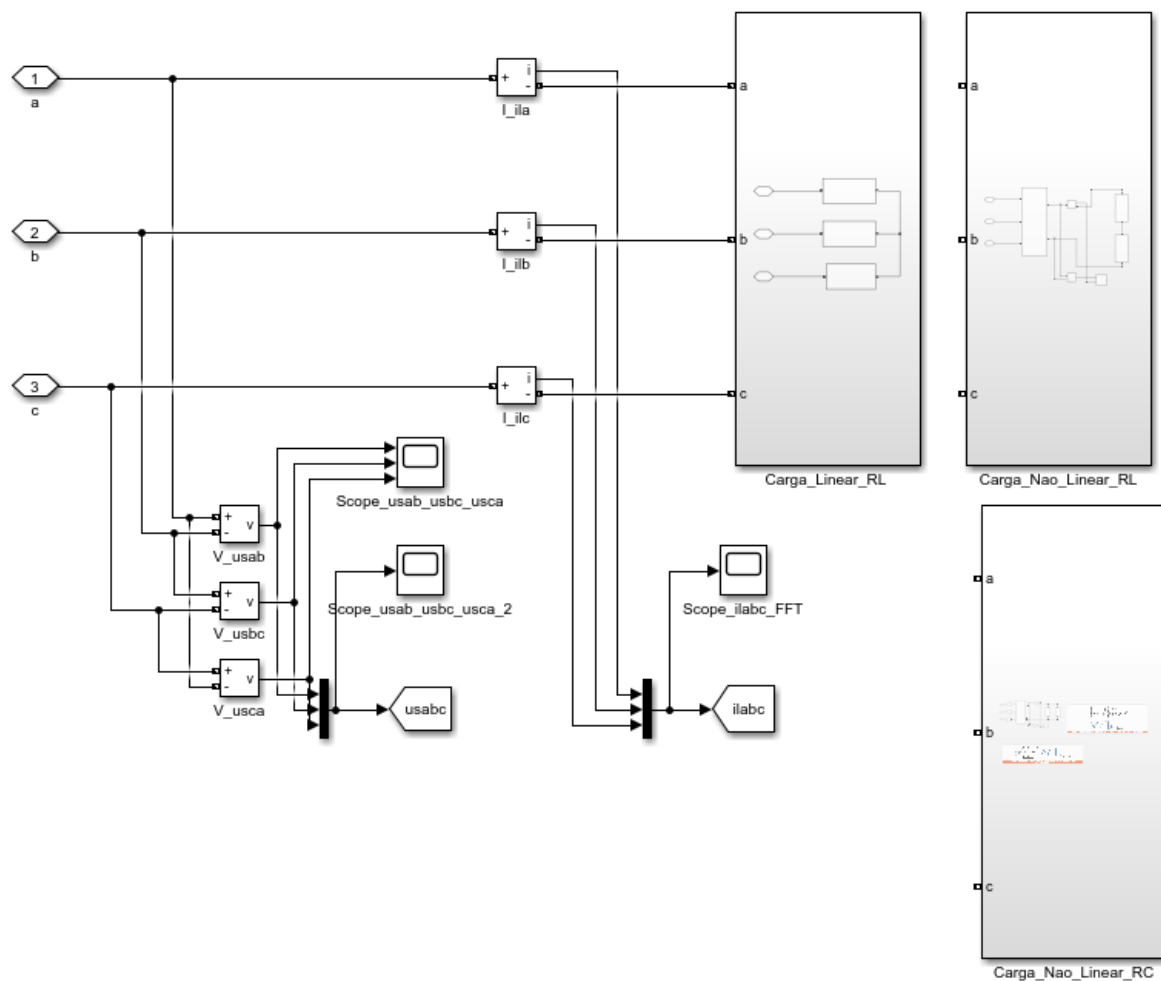 1
a
+
i
-
I_ila
a
a
2
b
+
i
-
I_ilb
b
b
3
c
+
i
-
I_ilc
c
c
Carga_Linear_RL
Carga_Nao_Linear_RL
Scope_usab_usbc_usca
+
-
v
V_usab
a
+
-
v
V_usbc
Scope_usab_usbc_usca_2
Scope_ilabc_FFT
+
-
v
V_usca
usabc
ilabc
b
c
Carga_Nao_Linear_RC